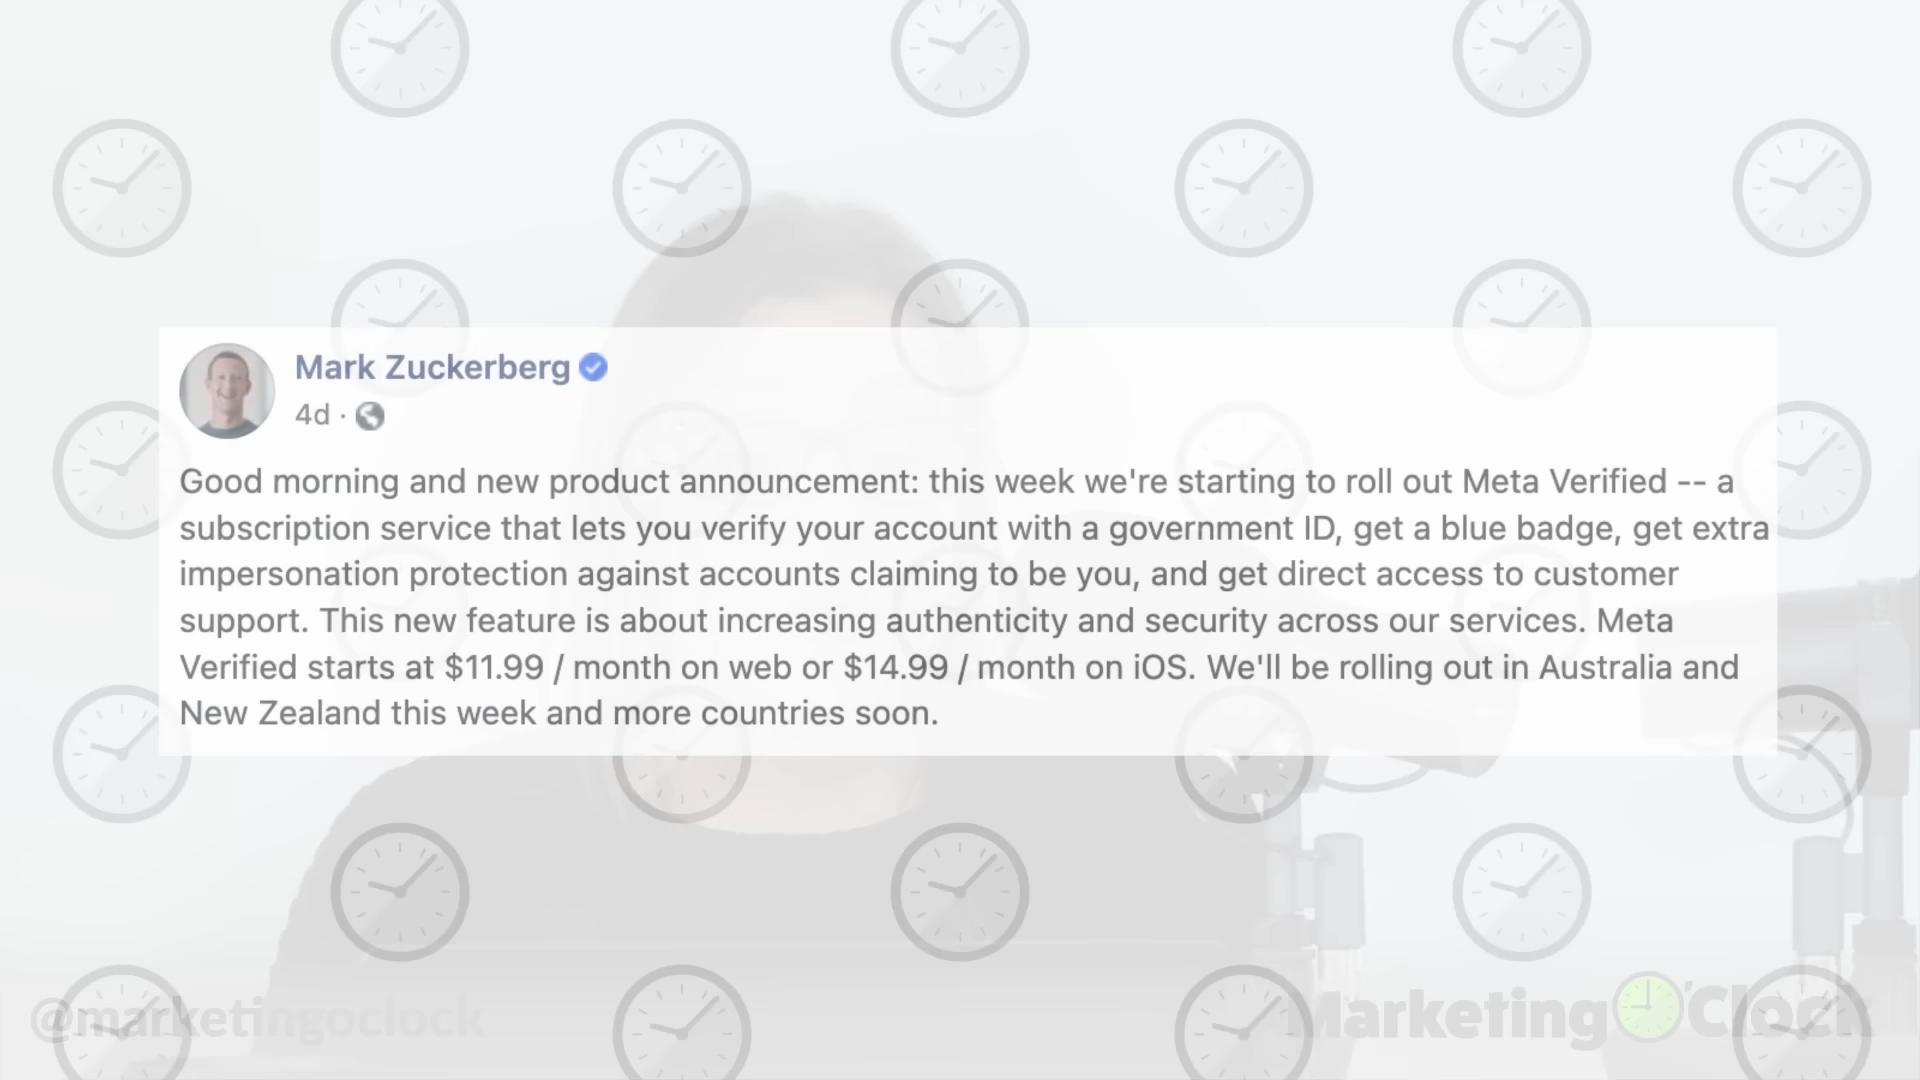 Mark Zuckerberg
4d ·
Good morning and new product announcement: this week we're starting to roll out Meta Verified -- a
subscription service that lets you verify your account with a government ID, get a blue badge, get extra
impersonation protection against accounts claiming to be you, and get direct access to customer
support. This new feature is about increasing authenticity and security across our services. Meta
Verified starts at $11.99 / month on web or $14.99 / month on iOS. We'll be rolling out in Australia and
New Zealand this week and more countries soon.
@marketingoclock
Marketing O'Clock